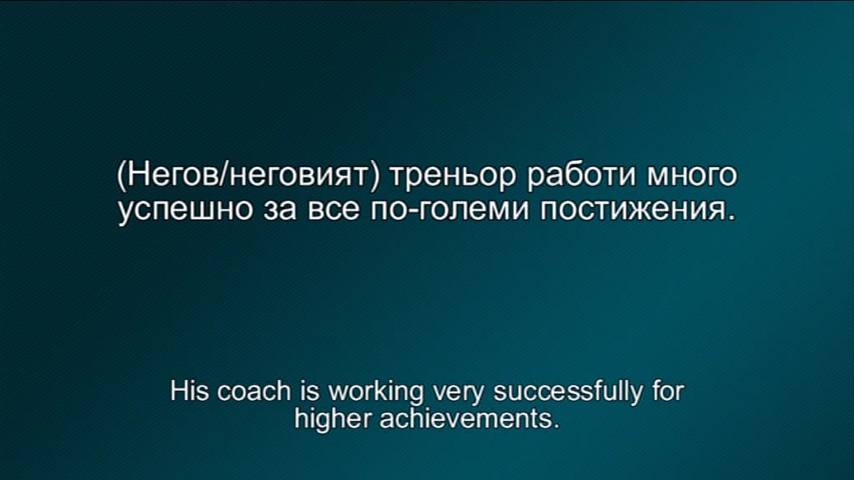 (Негов/неговият) треньор работи много
успешно за все по-големи постижения.
His coach is working very successfully for
higher achievements.